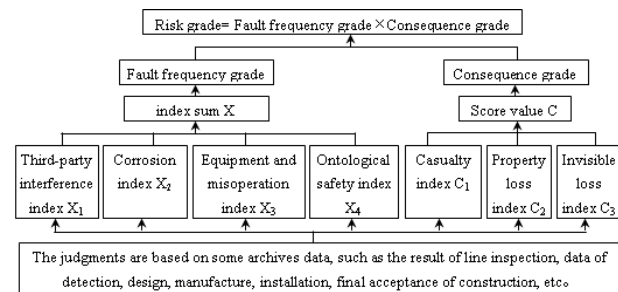 Risk grade= Fault frequency grade×Consequence grade
Fault frequency grade
Consequence grade
index sum X
Score value C
Third-party
interference
index X₁
Corrosion
index X₂
Equipment and
misoperation
index X₃
Ontological
safety index
X₄
Casualty
index C₁
Property
loss
index C₂
Invisible
loss
index C₃
The judgments are based on some archives data, such as the result of line inspection, data of
detection, design, manufacture, installation, final acceptance of construction, etc。